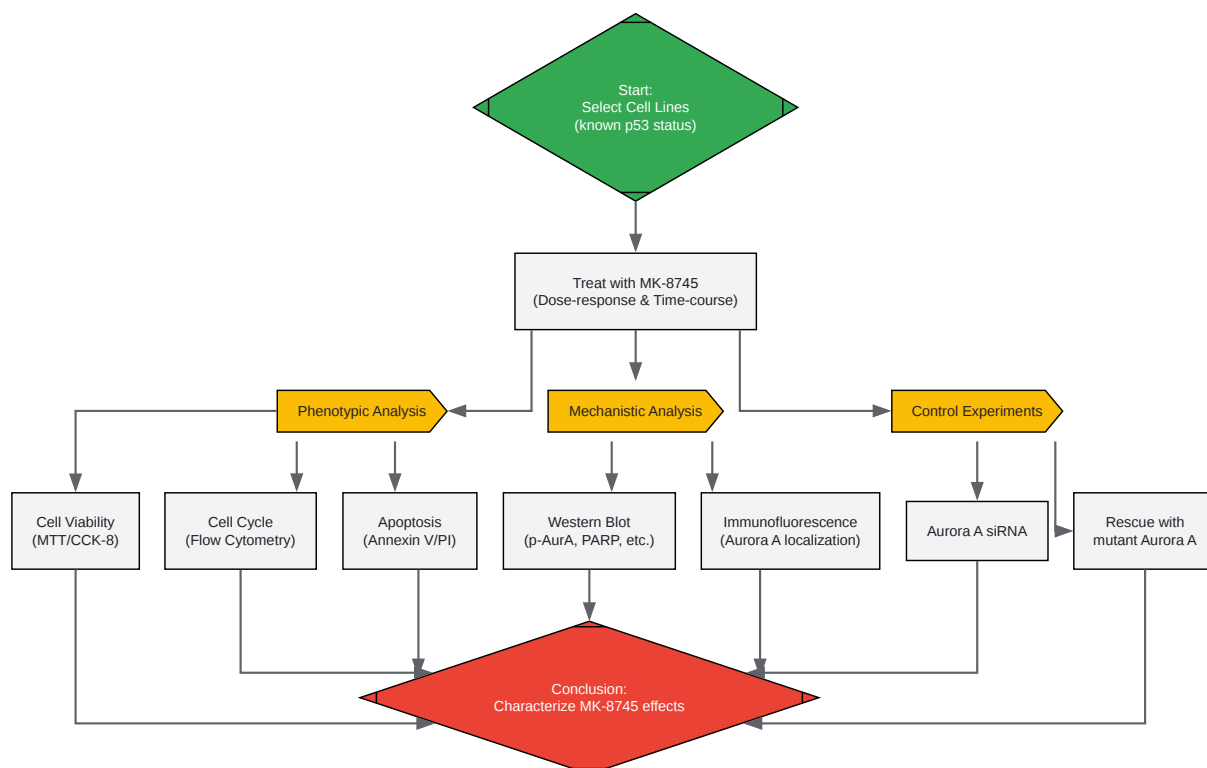 Start:
Select Cell Lines
(known p53 status)
Treat with MK-8745
(Dose-response & Time-course)
Phenotypic Analysis
Mechanistic Analysis
Control Experiments
Cell Viability
(MTT/CCK-8)
Cell Cycle
(Flow Cytometry)
Apoptosis
(Annexin V/PI)
Western Blot
(p-AurA, PARP, etc.)
Immunofluorescence
(Aurora A localization)
Aurora A siRNA
Rescue with
mutant Aurora A
Conclusion:
Characterize MK-8745 effects